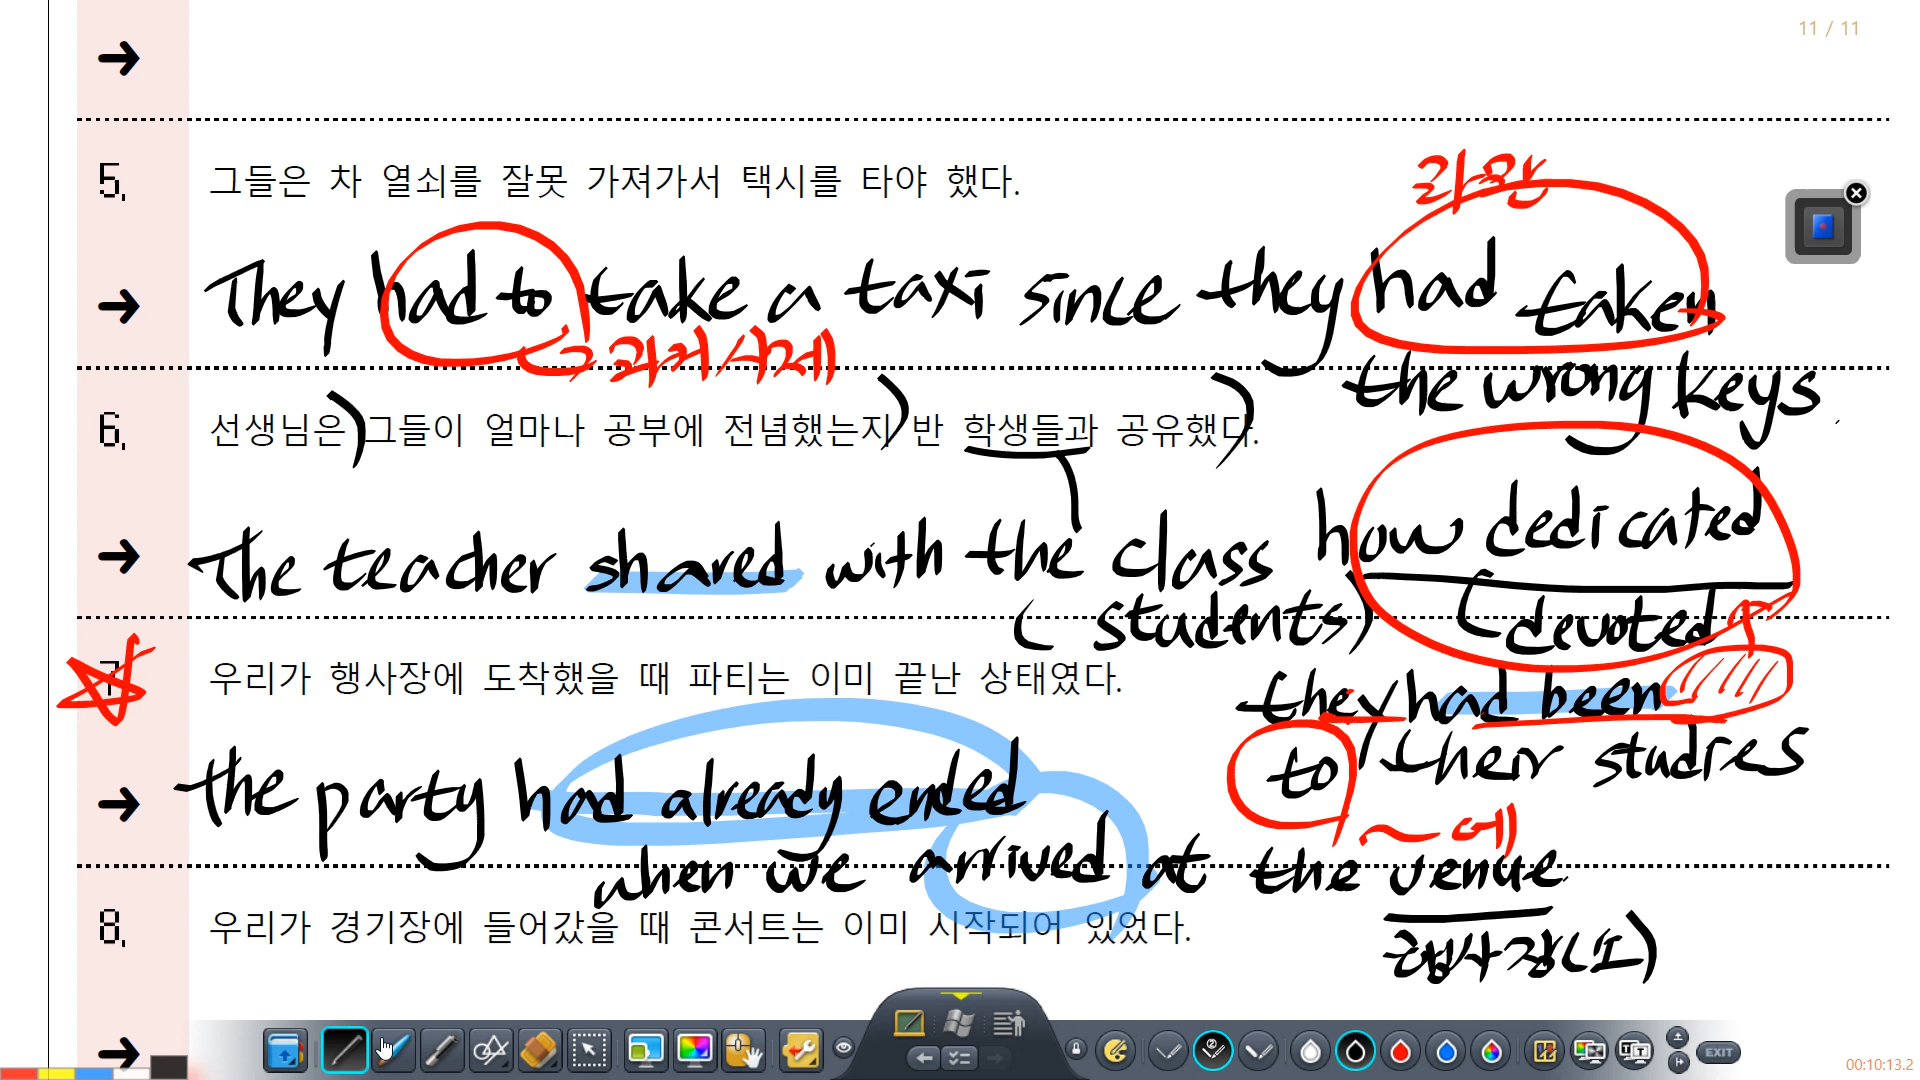 11 / 11
5. 그들은 차 열쇠를 잘못 가져가서 택시를 타야 했다.
과완
They had to take a taxi since they had taken
과거시제
the wrong keys
6. 선생님은 그들이 얼마나 공부에 전념했는지 반 학생들과 공유했다.
The teacher shared with the class how dedicated
(students) (devoted
7. 우리가 행사장에 도착했을 때 파티는 이미 끝난 상태였다.
they had been
to their studies
~에
the party had already ended
when we arrived at the venue
8. 우리가 경기장에 들어갔을 때 콘서트는 이미 시작되어 있었다.
EXIT
00:10:13.2